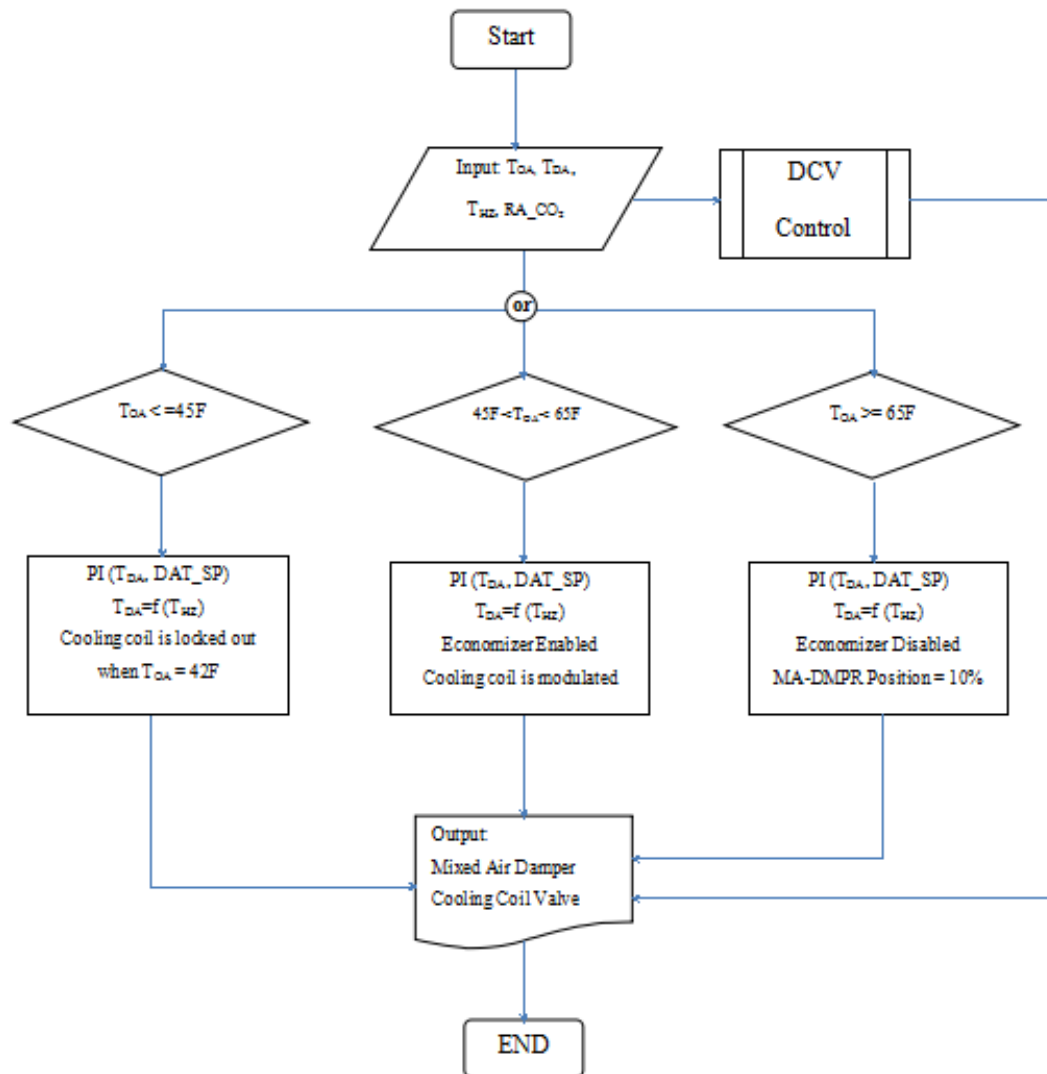 Start
Input: T_OA, T_DA,
T_HZ, RA_CO₂
DCV
Control
or
T_OA < =45F
45F <T_OA< 65F
T_OA >= 65F
PI (T_DA, DAT_SP)
T_DA=f (T_HZ)
Cooling coil is locked out
when T_OA = 42F
PI (T_DA, DAT_SP)
T_DA=f (T_HZ)
Economizer Enabled
Cooling coil is modulated
PI (T_DA, DAT_SP)
T_DA=f (T_HZ)
Economizer Disabled
MA-DMPR Position = 10%
Output:
Mixed Air Damper
Cooling Coil Valve
END